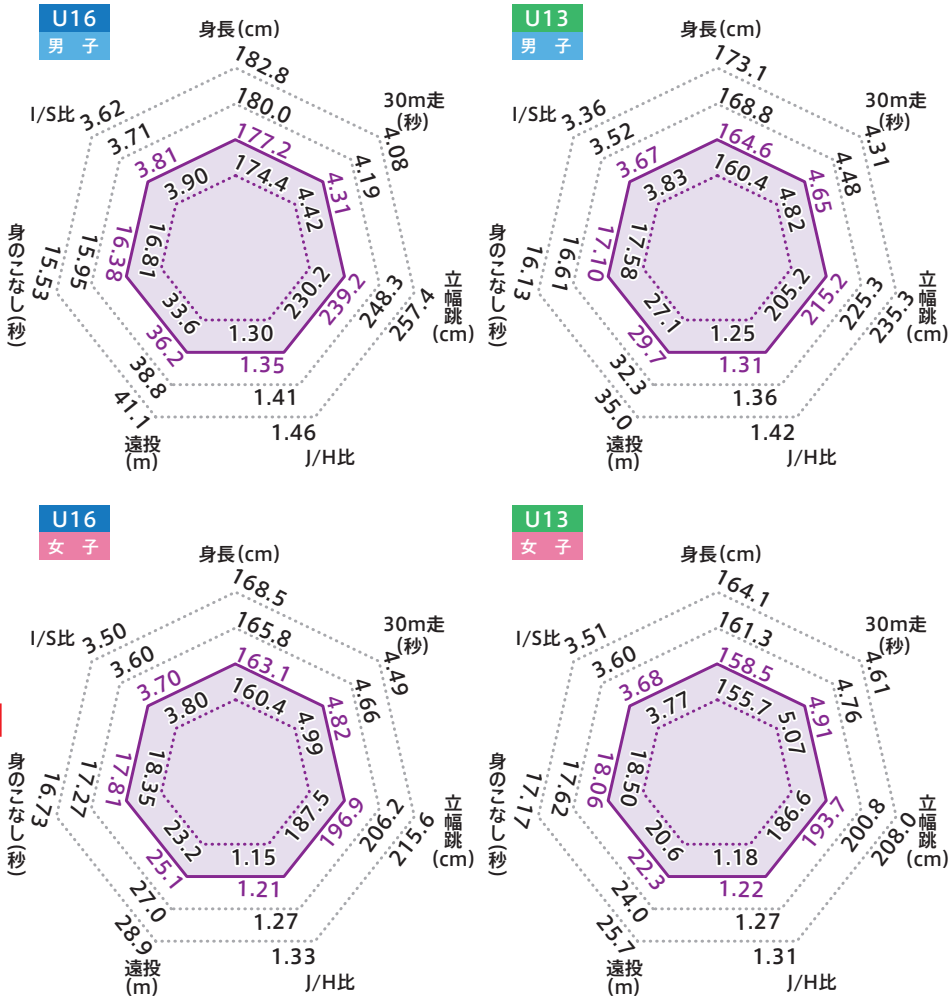 U16
男 子
身長(cm)
182.8
180.0
177.2
174.4
30m走
(秒)
4.08
4.19
4.31
4.42
立幅跳
(cm)
257.4
248.3
239.2
230.2
J/H比
1.46
1.41
1.35
1.30
遠投
(m)
41.1
38.8
36.2
33.6
身のこなし(秒)
15.53
15.95
16.38
16.81
I/S比
3.62
3.71
3.81
3.90
U13
男 子
身長(cm)
173.1
168.8
164.6
160.4
30m走
(秒)
4.31
4.48
4.65
4.82
立幅跳
(cm)
235.3
225.3
215.2
205.2
J/H比
1.42
1.36
1.31
1.25
遠投
(m)
35.0
32.3
29.7
27.1
身のこなし(秒)
16.13
16.61
17.10
17.58
I/S比
3.36
3.52
3.67
3.83
U16
女 子
身長(cm)
168.5
165.8
163.1
160.4
30m走
(秒)
4.49
4.66
4.82
4.99
立幅跳
(cm)
215.6
206.2
196.9
187.5
J/H比
1.33
1.27
1.21
1.15
遠投
(m)
28.9
27.0
25.1
23.2
身のこなし(秒)
16.73
17.27
17.81
18.35
I/S比
3.50
3.60
3.70
3.80
U13
女 子
身長(cm)
164.1
161.3
158.5
155.7
30m走
(秒)
4.61
4.76
4.91
5.07
立幅跳
(cm)
208.0
200.8
193.7
186.6
J/H比
1.31
1.27
1.22
1.18
遠投
(m)
25.7
24.0
22.3
20.6
身のこなし(秒)
17.17
17.62
18.06
18.50
I/S比
3.51
3.60
3.68
3.77